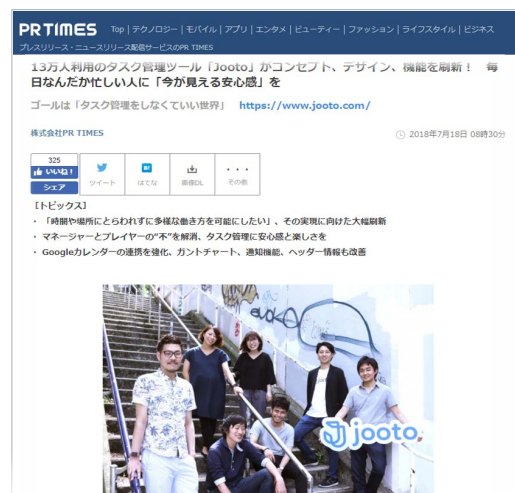 PR TIMES
Top | テクノロジー | モバイル | アプリ | エンタメ | ビューティー | ファッション | ライフスタイル | ビジネス
プレスリリース・ニュースリリース配信サービスのPR TIMES
13万人利用のタスク管理ツール「Jooto」がコンセプト、デザイン、機能を刷新! 毎
日なんだか忙しい人に「今が見える安心感」を
ゴールは「タスク管理をしなくていい世界」 https://www.jooto.com/
株式会社PR TIMES
2018年7月18日 08時30分
325
いいね!
シェア
ツイート
B!
はてな
画像DL
・・・
その他
【トピックス】
・ 「時間や場所にとらわれずに多様な働き方を可能にしたい」、その実現に向けた大幅刷新
・ マネージャーとプレイヤーの“不”を解消、タスク管理に安心感と楽しさを
・ Googleカレンダーの連携を強化、ガントチャート、通知機能、ヘッダー情報も改善
jooto